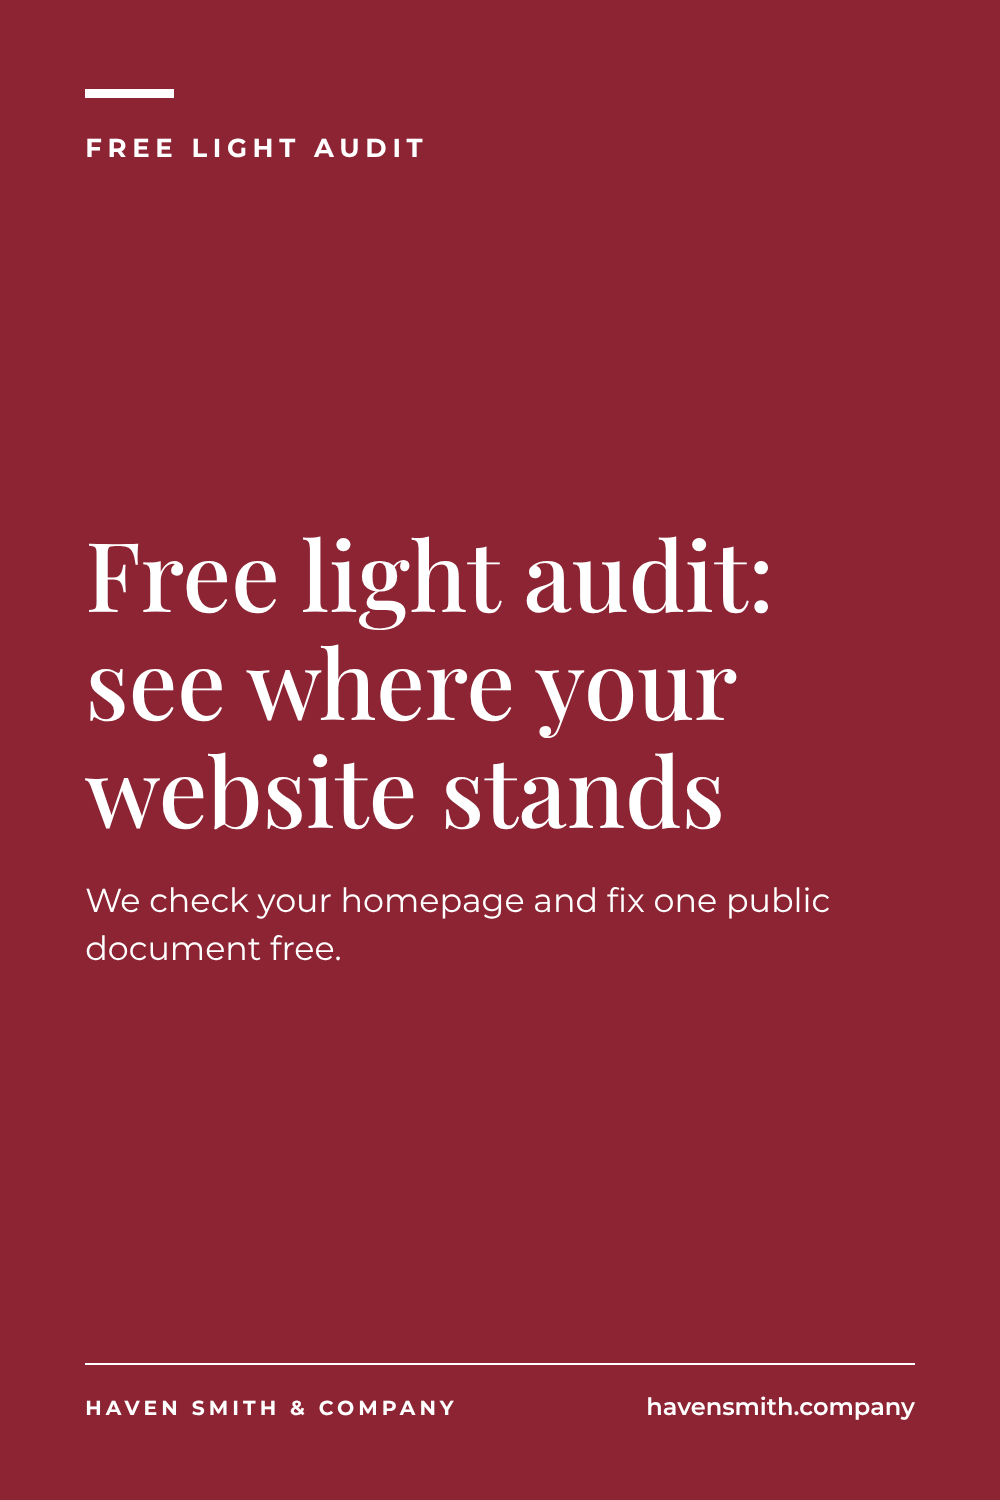 FREE LIGHT AUDIT
Free light audit:
see where your
website stands
We check your homepage and fix one public
document free.
HAVEN SMITH & COMPANY
havensmith.company